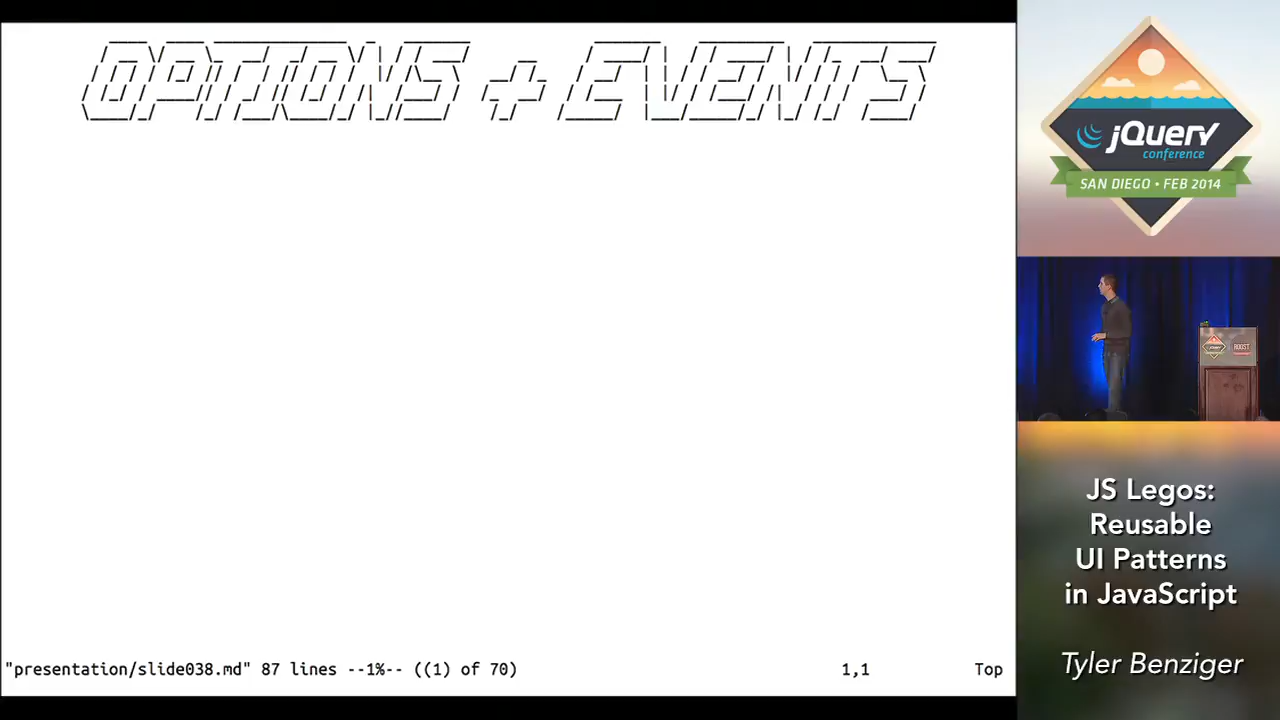 OPTIONS + EVENTS
"presentation/slide038.md" 87 lines --1%-- ((1) of 70)
1,1
Top
jQuery
conference
SAN DIEGO • FEB 2014
JS Legos:
Reusable
UI Patterns
in JavaScript
Tyler Benziger